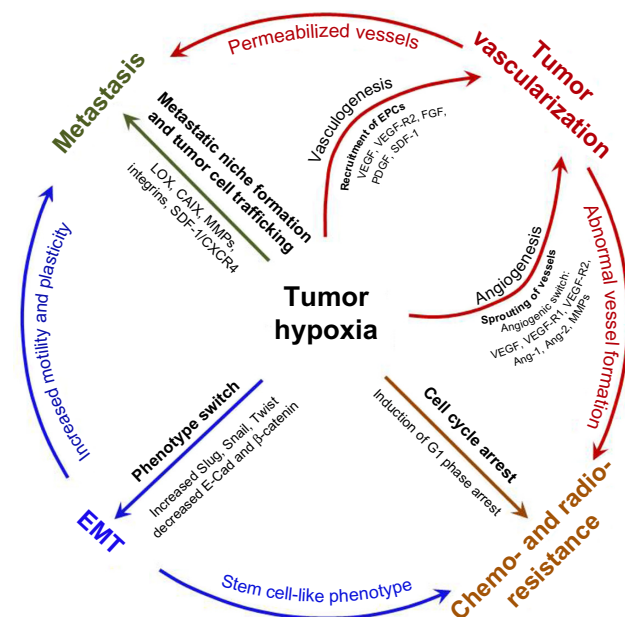 Permeabilized vessels
Tumor
vascularization
Metastasis
Metastatic niche formation
and tumor cell trafficking
LOX, CAIX, MMPs,
integrins, SDF-1/CXCR4
Vasculogenesis
Recruitment of EPCs
VEGF, VEGF-R2, FGF,
PDGF, SDF-1
Angiogenesis
Sprouting of vessels
Angiogenic switch:
VEGF, VEGF-R1, VEGF-R2,
Ang-1, Ang-2, MMPs
Abnormal vessel formation
Tumor
hypoxia
Increased motility and plasticity
Phenotype switch
Increased Slug, Snail, Twist
decreased E-Cad and β-catenin
Cell cycle arrest
Induction of G1 phase arrest
EMT
Stem cell-like phenotype
Chemo- and radio-
resistance